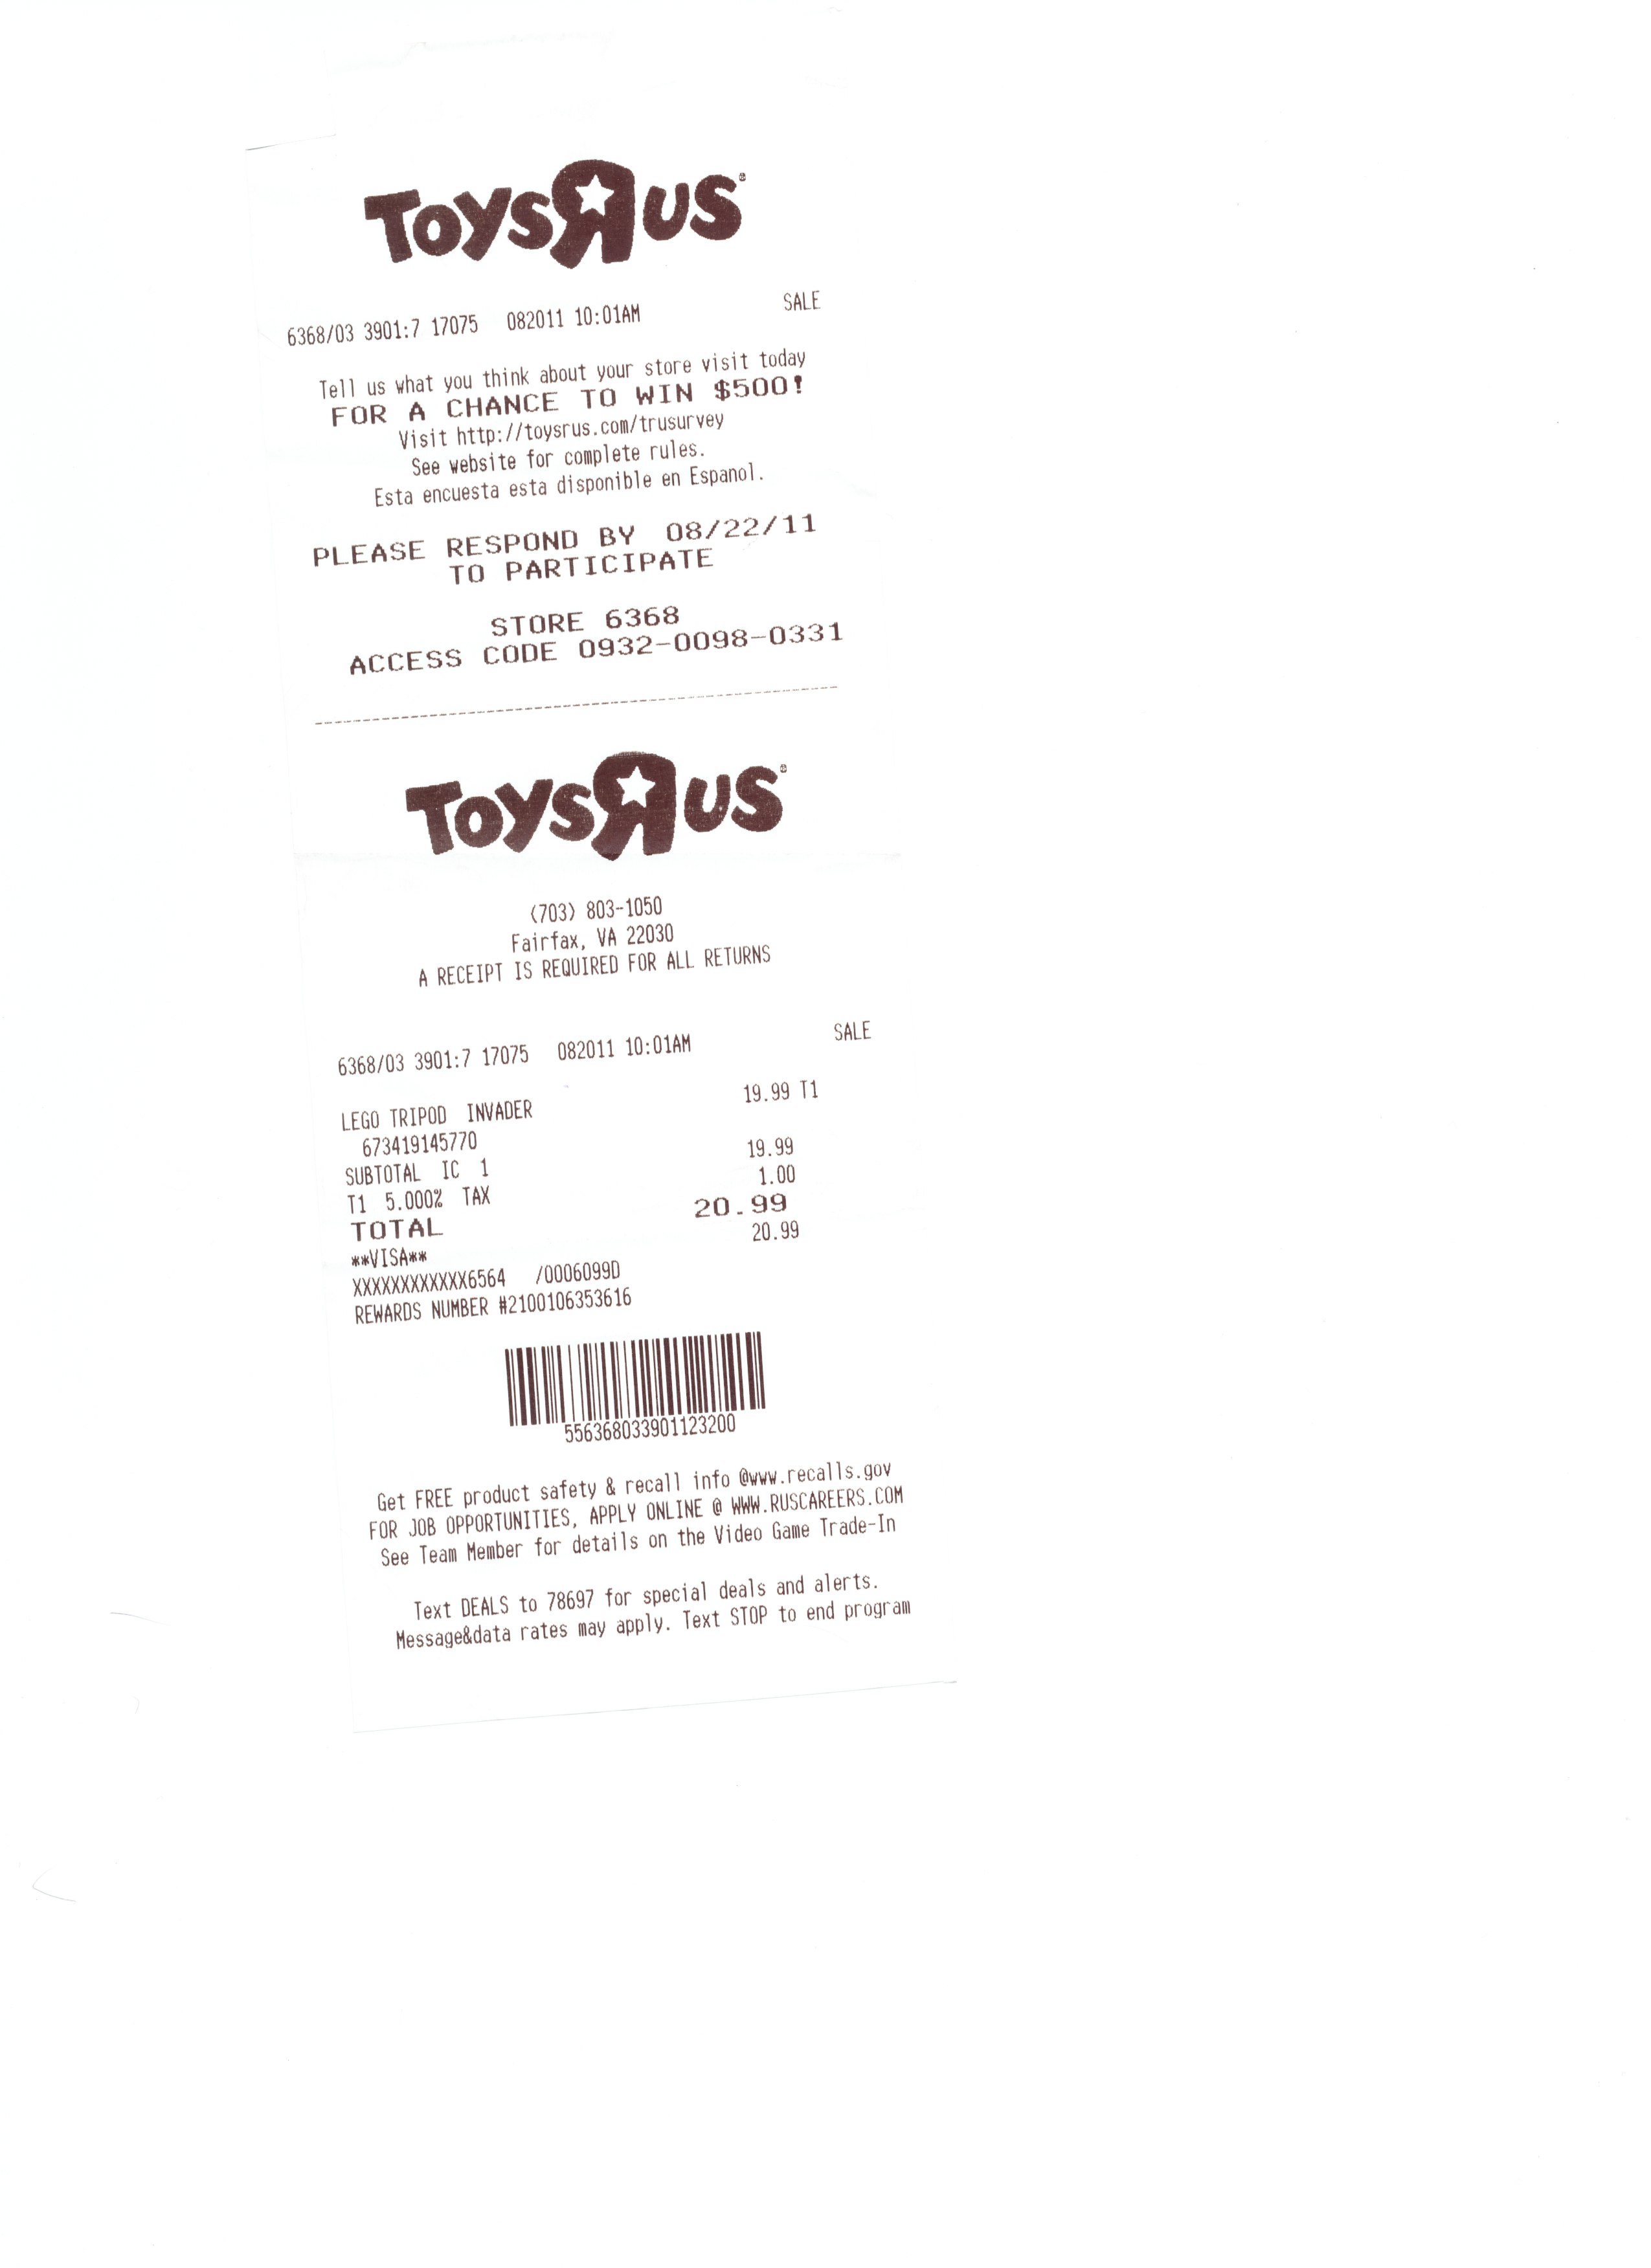 ToysRus®
6368/03 3901:7 17075 082011 10:01AM SALE
Tell us what you think about your store visit today
FOR A CHANCE TO WIN $500!
Visit http://toysrus.com/trusurvey
See website for complete rules.
Esta encuesta esta disponible en Espanol.
PLEASE RESPOND BY 08/22/11
TO PARTICIPATE
STORE 6368
ACCESS CODE 0932-0098-0331
ToysRus®
(703) 803-1050
Fairfax, VA 22030
A RECEIPT IS REQUIRED FOR ALL RETURNS
6368/03 3901:7 17075 082011 10:01AM SALE
LEGO TRIPOD INVADER 19.99 T1
673419145770
SUBTOTAL IC 1 19.99
T1 5.000% TAX 1.00
TOTAL 20.99
**VISA** 20.99
XXXXXXXXXXXX6564 /0006099D
REWARDS NUMBER #2100106353616
556368033901123200
Get FREE product safety & recall info @www.recalls.gov
FOR JOB OPPORTUNITIES, APPLY ONLINE @ WWW.RUSCAREERS.COM
See Team Member for details on the Video Game Trade-In
Text DEALS to 78697 for special deals and alerts.
Message&data rates may apply. Text STOP to end program